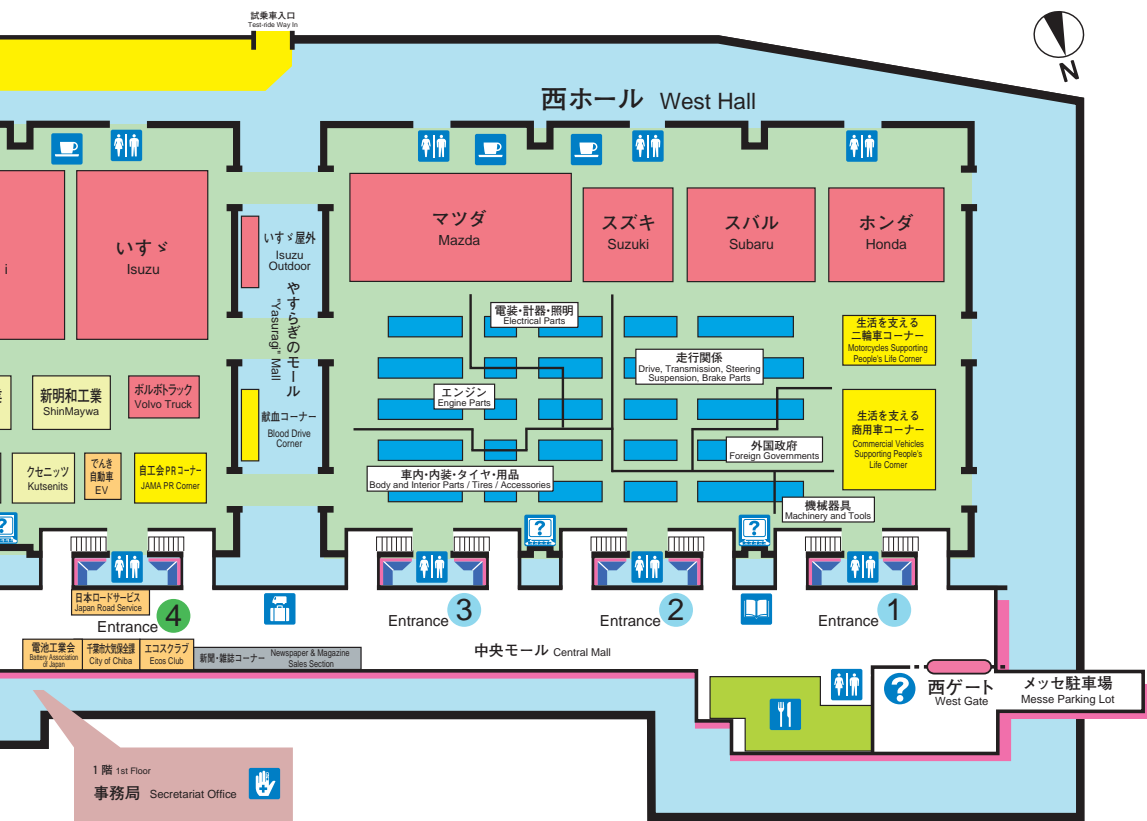 試乗車入口
Test-ride Way In
N
西ホール West Hall
マツダ
Mazda
スズキ
Suzuki
スバル
Subaru
ホンダ
Honda
i
いすゞ
Isuzu
いすゞ屋外
Isuzu
Outdoor
やすらぎのモール
"Yasuragi" Mall
電装・計器・照明
Electrical Parts
走行関係
Drive, Transmission, Steering
Suspension, Brake Parts
エンジン
Engine Parts
生活を支える
二輪車コーナー
Motorcycles Supporting
People's Life Corner
生活を支える
商用車コーナー
Commercial Vehicles
Supporting People's
Life Corner
業
新明和工業
ShinMaywa
ボルボトラック
Volvo Truck
献血コーナー
Blood Drive
Corner
外国政府
Foreign Governments
クセニッツ
Kutsenits
でんき
自動車
EV
自工会PRコーナー
JAMA PR Corner
車内・内装・タイヤ・用品
Body and Interior Parts / Tires / Accessories
機械器具
Machinery and Tools
?
?
?
日本ロードサービス
Japan Road Service
Entrance 4
Entrance 3
Entrance 2
Entrance 1
電池工業会
Battery Association
of Japan
千葉市大気保全課
City of Chiba
エコスクラブ
Ecos Club
新聞・雑誌コーナー Newspaper & Magazine
Sales Section
中央モール Central Mall
?
西ゲート
West Gate
メッセ駐車場
Messe Parking Lot
1階 1st Floor
事務局 Secretariat Office